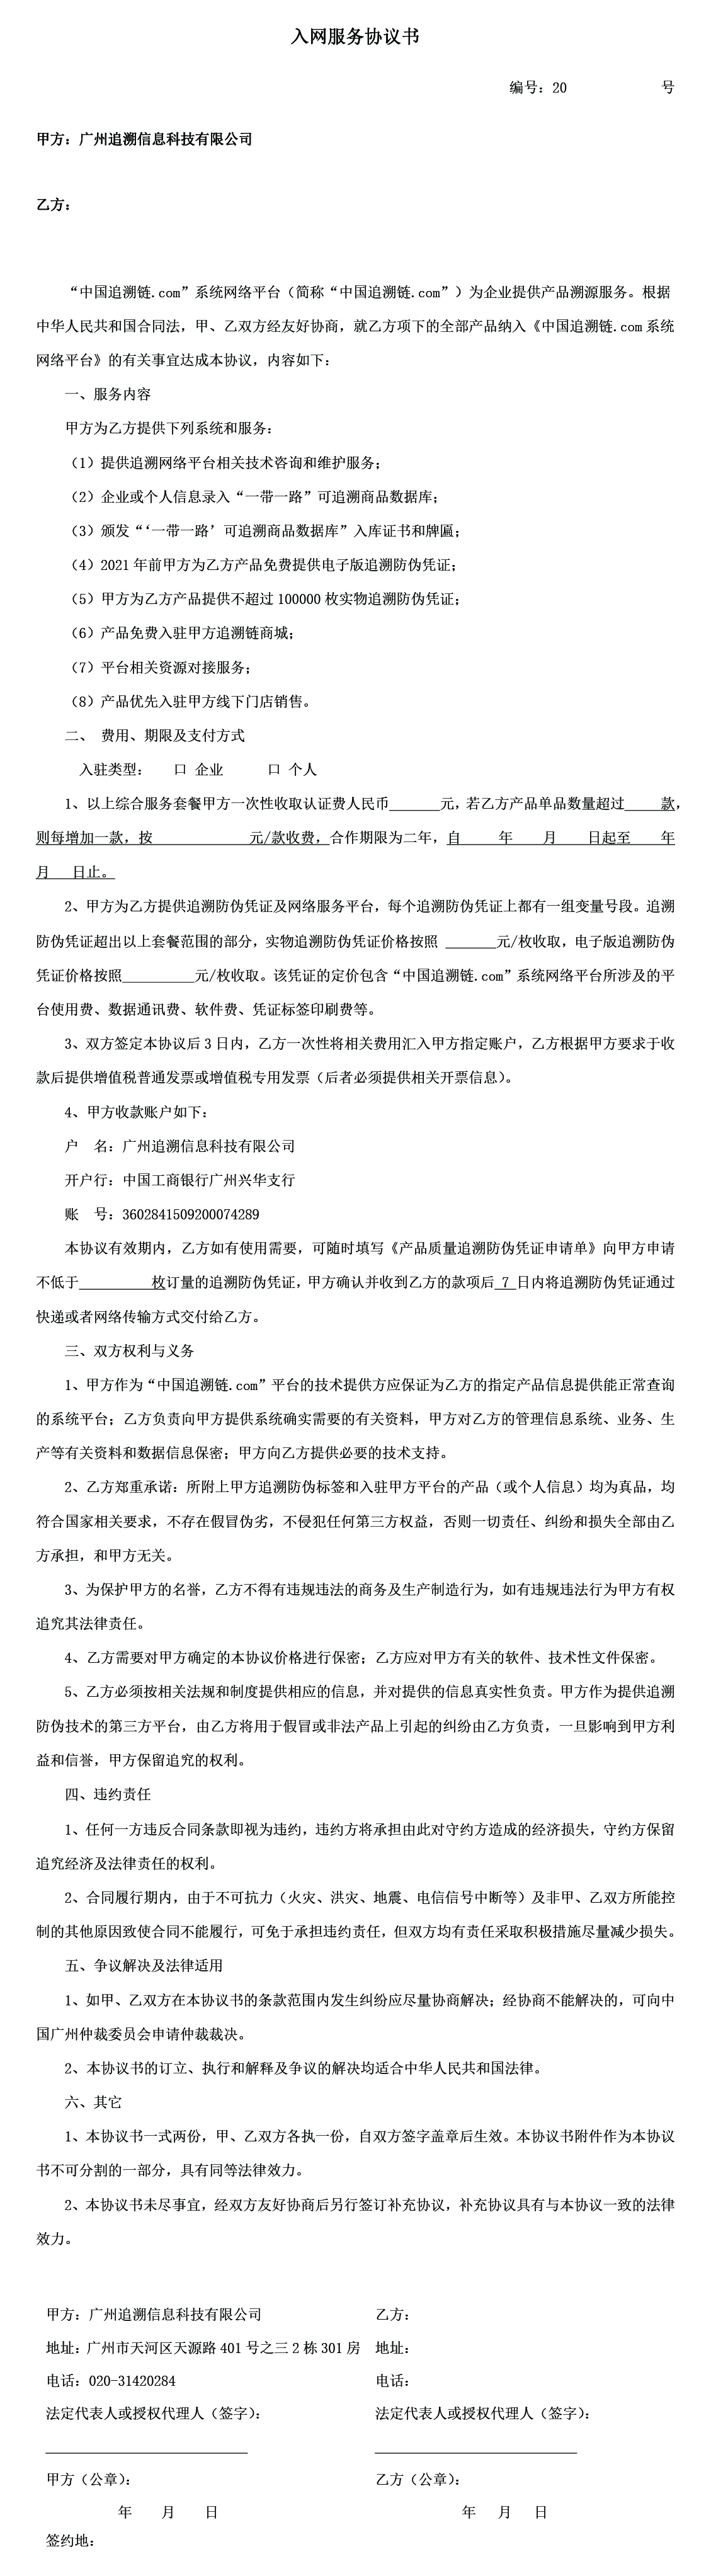 入网服务协议书
编号：20 号
甲方：广州追溯信息科技有限公司
乙方：
“中国追溯链.com”系统网络平台（简称“中国追溯链.com”）为企业提供产品溯源服务。根据
中华人民共和国合同法，甲、乙双方经友好协商，就乙方项下的全部产品纳入《中国追溯链.com 系统
网络平台》的有关事宜达成本协议，内容如下：
一、服务内容
甲方为乙方提供下列系统和服务：
（1）提供追溯网络平台相关技术咨询和维护服务；
（2）企业或个人信息录入“一带一路”可追溯商品数据库；
（3）颁发“‘一带一路’可追溯商品数据库”入库证书和牌匾；
（4）2021 年前甲方为乙方产品免费提供电子版追溯防伪凭证；
（5）甲方为乙方产品提供不超过 100000 枚实物追溯防伪凭证；
（6）产品免费入驻甲方追溯链商城；
（7）平台相关资源对接服务；
（8）产品优先入驻甲方线下门店销售。
二、 费用、期限及支付方式
入驻类型： 口 企业 口 个人
1、以上综合服务套餐甲方一次性收取认证费人民币_______元，若乙方产品单品数量超过_____款，
则每增加一款，按 元/款收费，合作期限为二年，自 年 月 日起至 年
月 日止。
2、甲方为乙方提供追溯防伪凭证及网络服务平台，每个追溯防伪凭证上都有一组变量号段。追溯
防伪凭证超出以上套餐范围的部分，实物追溯防伪凭证价格按照 _______元/枚收取，电子版追溯防伪
凭证价格按照__________元/枚收取。该凭证的定价包含“中国追溯链.com”系统网络平台所涉及的平
台使用费、数据通讯费、软件费、凭证标签印刷费等。
3、双方签定本协议后 3 日内，乙方一次性将相关费用汇入甲方指定账户，乙方根据甲方要求于收
款后提供增值税普通发票或增值税专用发票（后者必须提供相关开票信息）。
4、甲方收款账户如下：
户 名：广州追溯信息科技有限公司
开户行：中国工商银行广州兴华支行
账 号：3602841509200074289
本协议有效期内，乙方如有使用需要，可随时填写《产品质量追溯防伪凭证申请单》向甲方申请
不低于__________枚订量的追溯防伪凭证，甲方确认并收到乙方的款项后 7 日内将追溯防伪凭证通过
快递或者网络传输方式交付给乙方。
三、双方权利与义务
1、甲方作为“中国追溯链.com”平台的技术提供方应保证为乙方的指定产品信息提供能正常查询
的系统平台；乙方负责向甲方提供系统确实需要的有关资料，甲方对乙方的管理信息系统、业务、生
产等有关资料和数据信息保密；甲方向乙方提供必要的技术支持。
2、乙方郑重承诺：所附上甲方追溯防伪标签和入驻甲方平台的产品（或个人信息）均为真品，均
符合国家相关要求，不存在假冒伪劣，不侵犯任何第三方权益，否则一切责任、纠纷和损失全部由乙
方承担，和甲方无关。
3、为保护甲方的名誉，乙方不得有违规违法的商务及生产制造行为，如有违规违法行为甲方有权
追究其法律责任。
4、乙方需要对甲方确定的本协议价格进行保密；乙方应对甲方有关的软件、技术性文件保密。
5、乙方必须按相关法规和制度提供相应的信息，并对提供的信息真实性负责。甲方作为提供追溯
防伪技术的第三方平台，由乙方将用于假冒或非法产品上引起的纠纷由乙方负责，一旦影响到甲方利
益和信誉，甲方保留追究的权利。
四、违约责任
1、任何一方违反合同条款即视为违约，违约方将承担由此对守约方造成的经济损失，守约方保留
追究经济及法律责任的权利。
2、合同履行期内，由于不可抗力（火灾、洪灾、地震、电信信号中断等）及非甲、乙双方所能控
制的其他原因致使合同不能履行，可免于承担违约责任，但双方均有责任采取积极措施尽量减少损失。
五、争议解决及法律适用
1、如甲、乙双方在本协议书的条款范围内发生纠纷应尽量协商解决；经协商不能解决的，可向中
国广州仲裁委员会申请仲裁裁决。
2、本协议书的订立、执行和解释及争议的解决均适合中华人民共和国法律。
六、其它
1、本协议书一式两份，甲、乙双方各执一份，自双方签字盖章后生效。本协议书附件作为本协议
书不可分割的一部分，具有同等法律效力。
2、本协议书未尽事宜，经双方友好协商后另行签订补充协议，补充协议具有与本协议一致的法律
效力。
甲方：广州追溯信息科技有限公司 乙方：
地址：广州市天河区天源路 401 号之三 2 栋 301 房 地址：
电话：020-31420284 电话：
法定代表人或授权代理人（签字）： 法定代表人或授权代理人（签字）：
甲方（公章）： 乙方（公章）：
年 月 日 年 月 日
签约地：